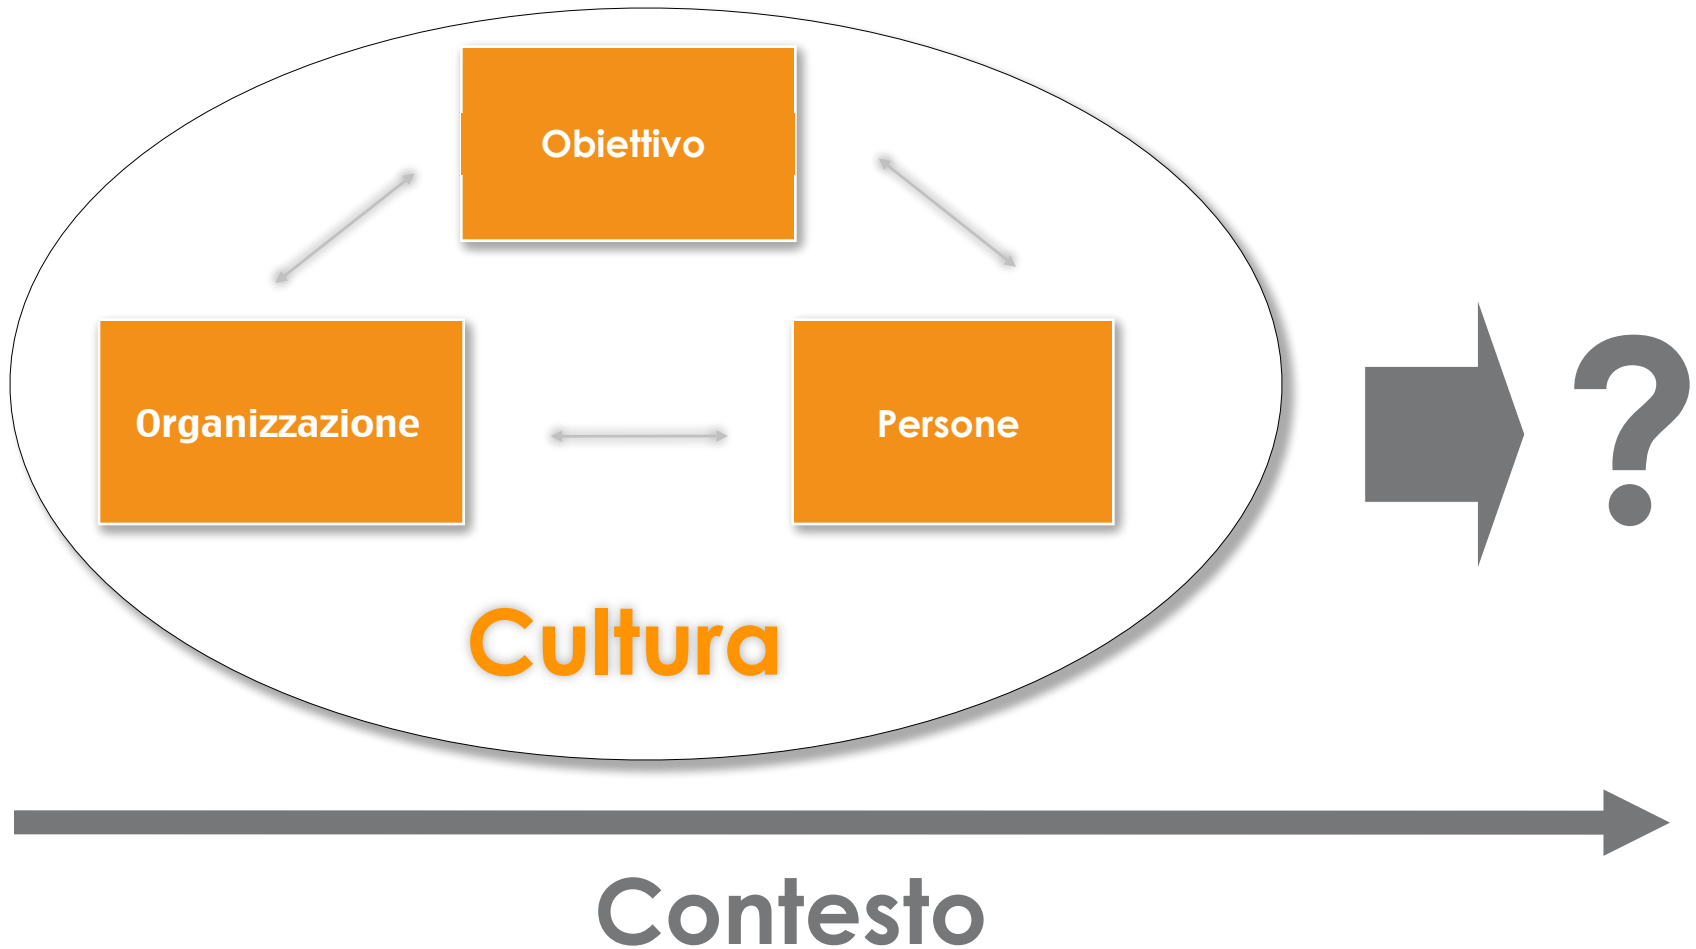 Obiettivo
Organizzazione
Persone
?
Cultura
Contesto